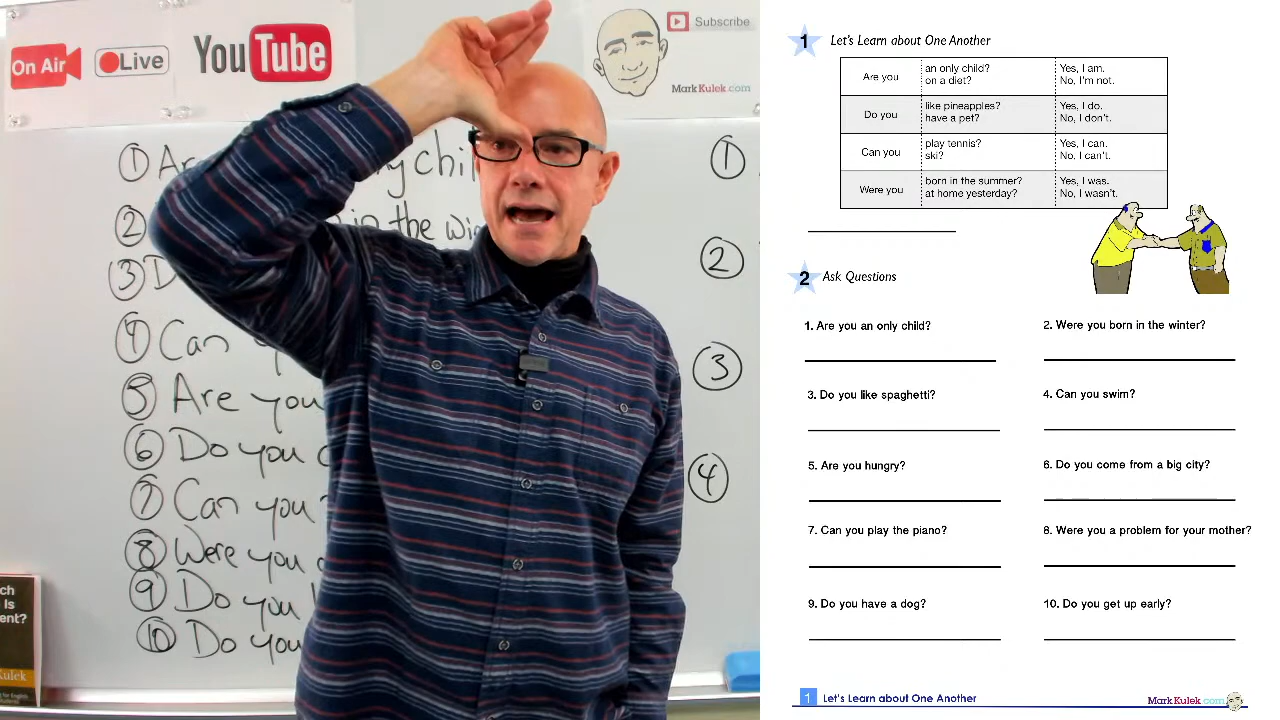 On Air
Live
YouTube
Subscribe
MarkKulek.com
①
② in the
③ D
④ Can
⑤ Are you
⑥ Do you
⑦ Can you
⑧ Were you
⑨ Do you
⑩ Do you
①
②
③
④
ch
Is
ent?
Kulek
1 Let's Learn about One Another
Are you an only child? Yes, I am.
on a diet? No, I'm not.
Do you like pineapples? Yes, I do.
have a pet? No, I don't.
Can you play tennis? Yes, I can.
ski? No, I can't.
Were you born in the summer? Yes, I was.
at home yesterday? No, I wasn't.
2 Ask Questions
1. Are you an only child? 2. Were you born in the winter?
3. Do you like spaghetti? 4. Can you swim?
5. Are you hungry? 6. Do you come from a big city?
7. Can you play the piano? 8. Were you a problem for your mother?
9. Do you have a dog? 10. Do you get up early?
1 Let's Learn about One Another MarkKulek.com